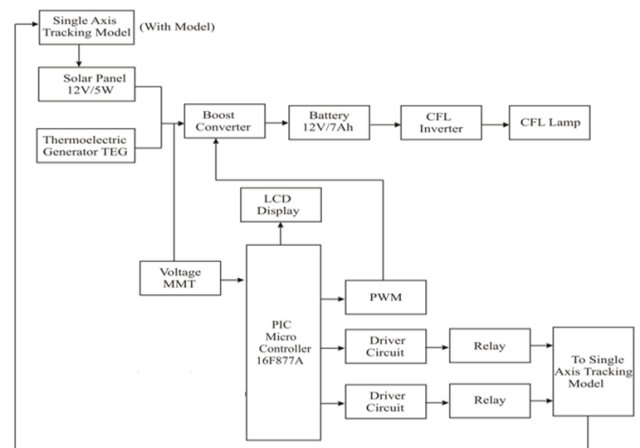 Single Axis
Tracking Model
(With Model)
Solar Panel
12V/5W
Thermoelectric
Generator TEG
Boost
Converter
Battery
12V/7Ah
CFL
Inverter
CFL Lamp
LCD
Display
Voltage
MMT
PIC
Micro
Controller
16F877A
PWM
Driver
Circuit
Relay
Driver
Circuit
Relay
To Single
Axis Tracking
Model